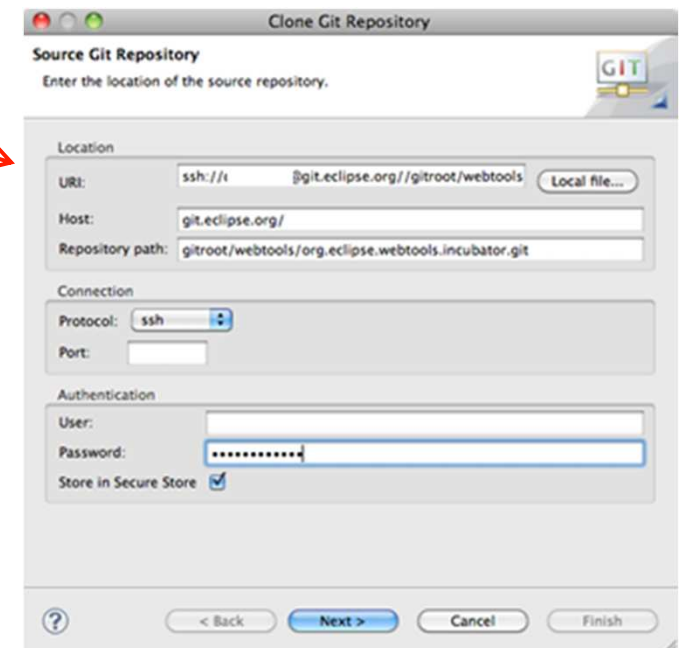 Clone Git Repository
Source Git Repository
Enter the location of the source repository.
GIT
Location
URI: ssh:// @git.eclipse.org//gitroot/webtools Local file...
Host: git.eclipse.org/
Repository path: gitroot/webtools/org.eclipse.webtools.incubator.git
Connection
Protocol: ssh
Port:
Authentication
User:
Password: ••••••••••••
Store in Secure Store
? < Back Next > Cancel Finish